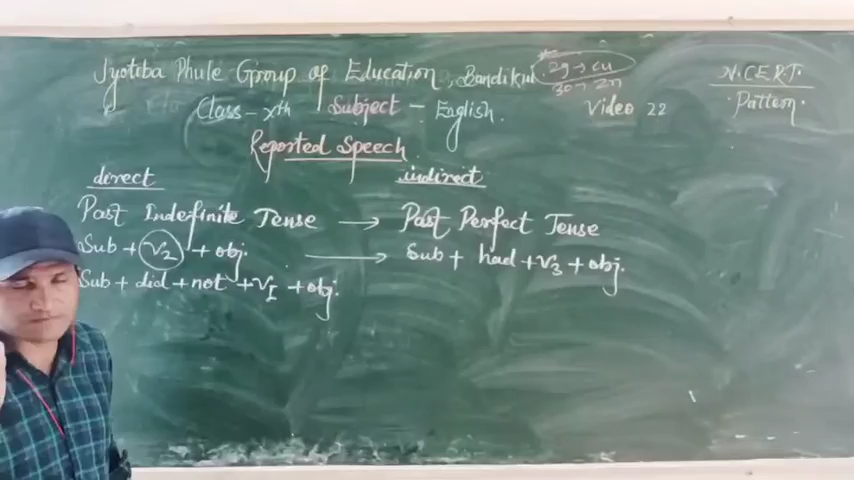 Jyotiba Phule Group of Education, Bandikui
N.C.E.R.T. Pattern
Class - Xth Subject - English. Video 22
Reported Speech
direct indirect
Past Indefinite Tense → Past Perfect Tense
Sub + V2 + obj. → Sub + had + V3 + obj.
Sub + did + not + VI + obj.